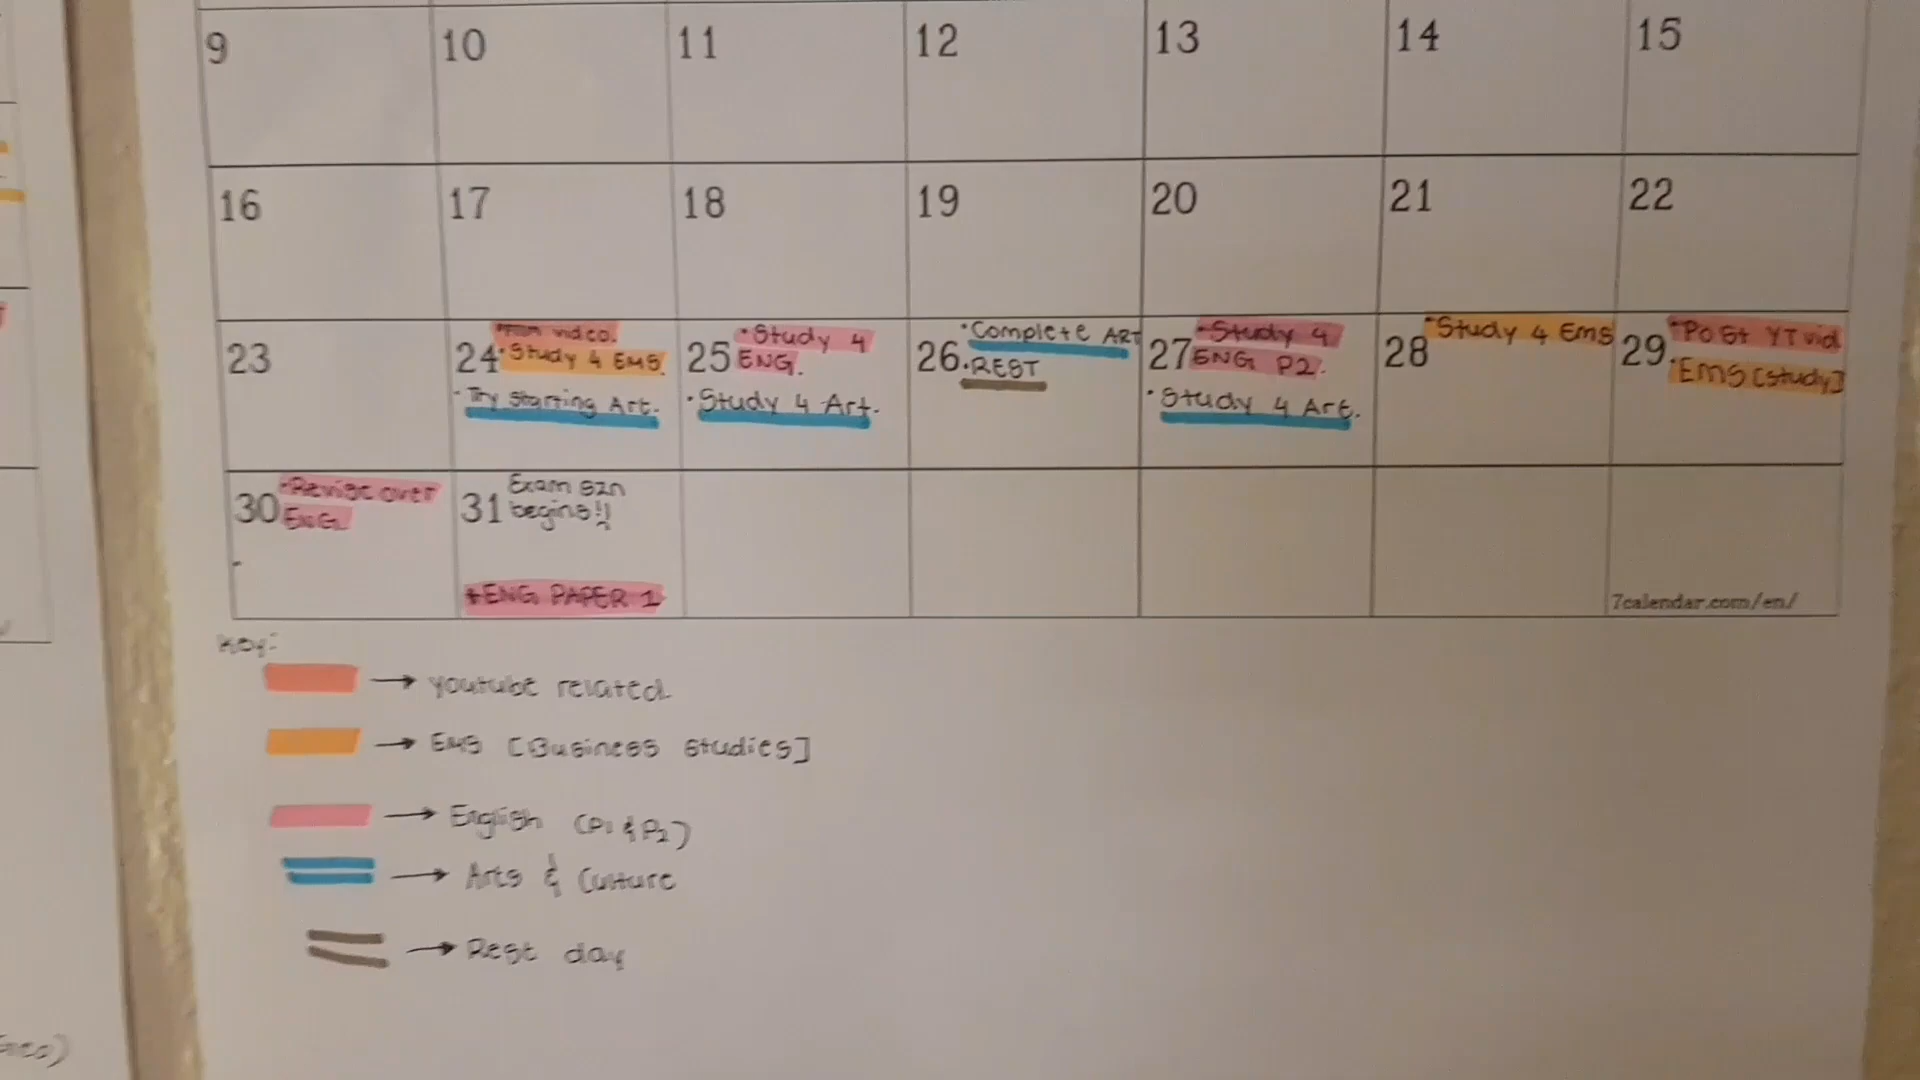 9 10 11 12 13 14 15
16 17 18 19 20 21 22
23
24
video.
• Study 4 EMS.
• Try starting Art.
25
• Study 4
ENG.
• Study 4 Art.
26
• Complete ART
• REST
27
• Study 4
ENG P2.
• Study 4 Art.
28
• Study 4 Ems
29
• Post YT vid
• Ems [study]
30
• Revise over
ENG
31
Exam szn
begins!!
+ENG PAPER 1
7calendar.com/en/
Key:
→ youtube related
→ EMS [Business studies]
→ English (P1 & P2)
→ Arts & Culture
→ Rest day